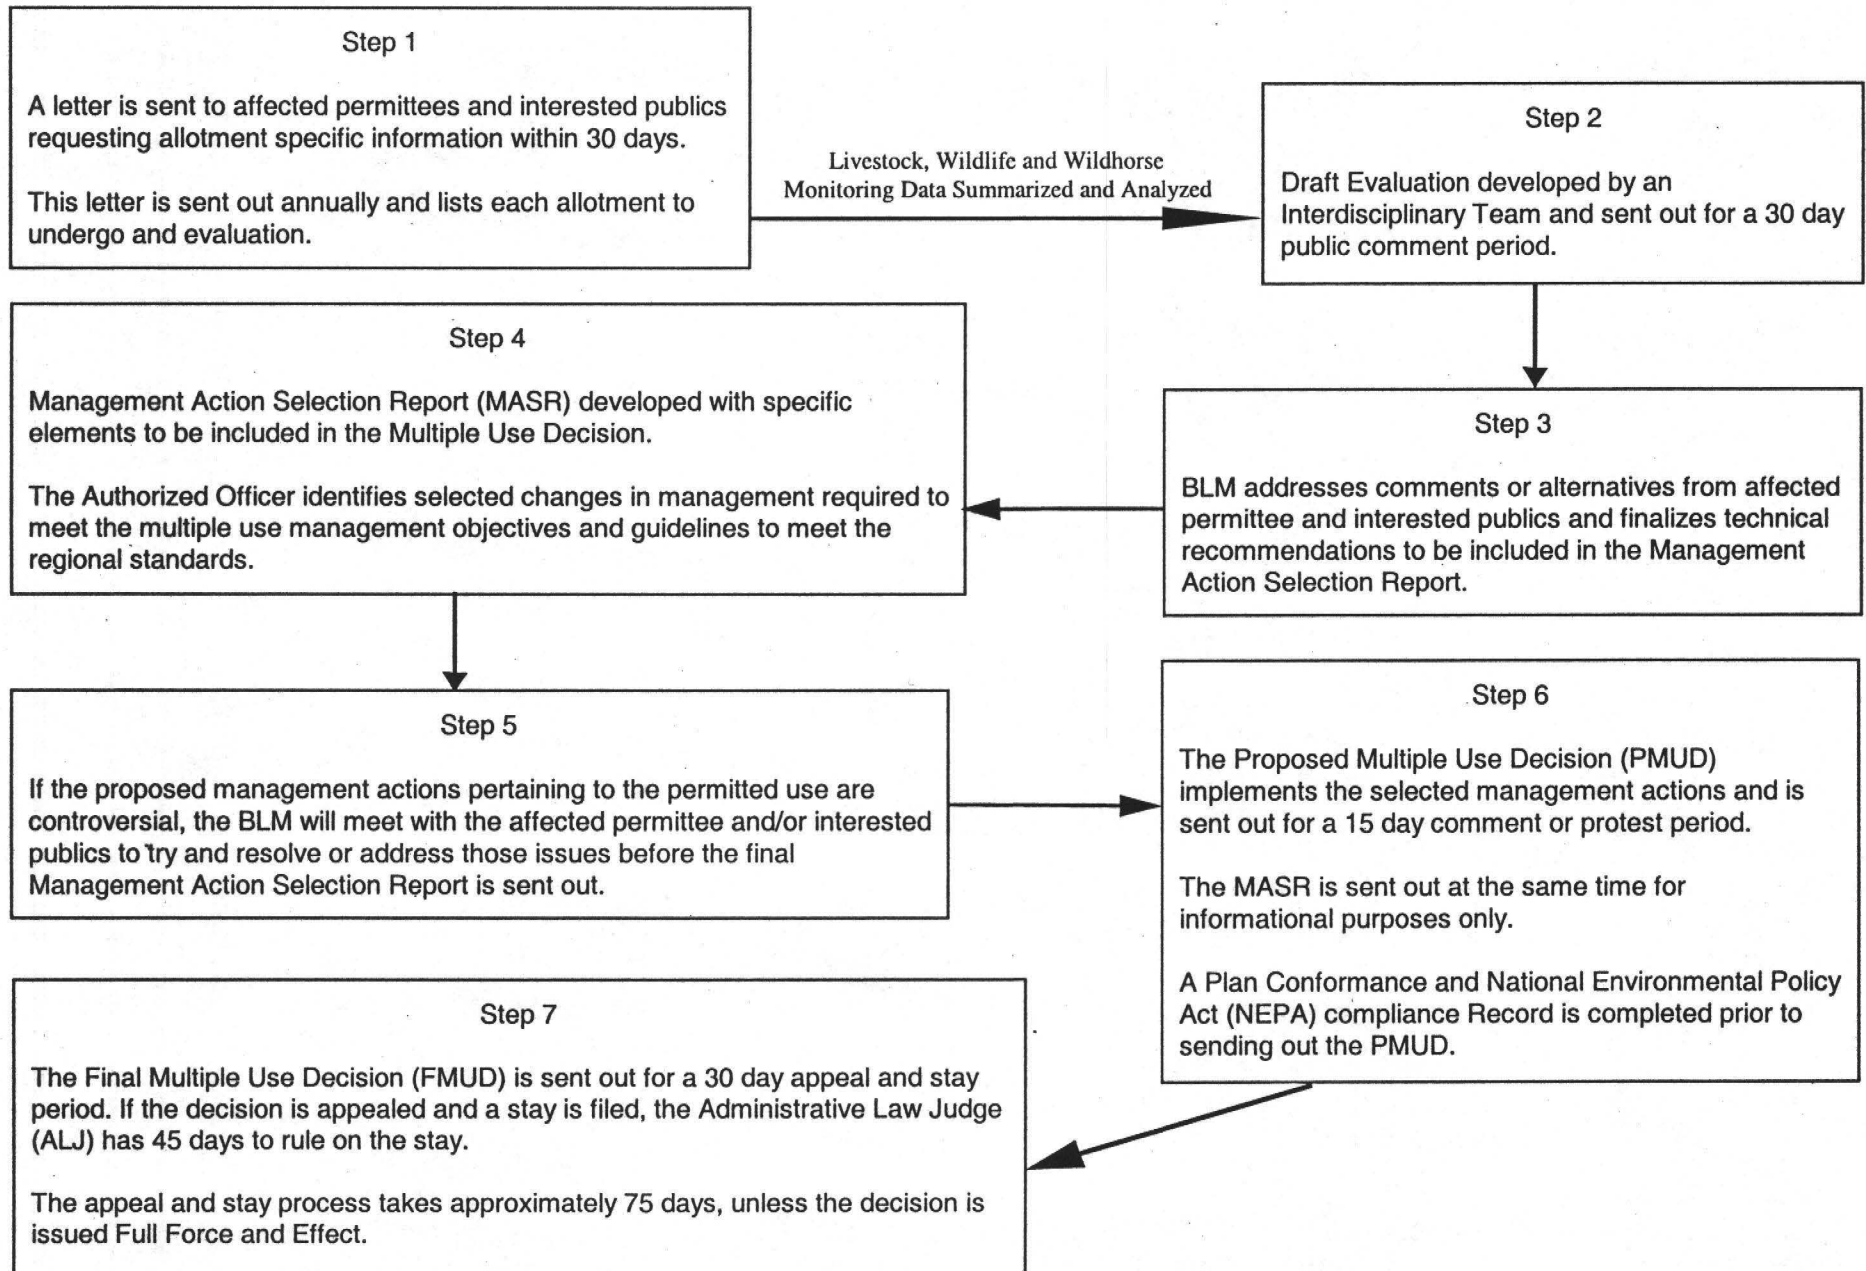 Step 1
A letter is sent to affected permittees and interested publics
requesting allotment specific information within 30 days.
This letter is sent out annually and lists each allotment to
undergo and evaluation.
Livestock, Wildlife and Wildhorse
Monitoring Data Summarized and Analyzed
Step 2
Draft Evaluation developed by an
Interdisciplinary Team and sent out for a 30 day
public comment period.
Step 3
BLM addresses comments or alternatives from affected
permittee and interested publics and finalizes technical
recommendations to be included in the Management
Action Selection Report.
Step 4
Management Action Selection Report (MASR) developed with specific
elements to be included in the Multiple Use Decision.
The Authorized Officer identifies selected changes in management required to
meet the multiple use management objectives and guidelines to meet the
regional standards.
Step 5
If the proposed management actions pertaining to the permitted use are
controversial, the BLM will meet with the affected permittee and/or interested
publics to try and resolve or address those issues before the final
Management Action Selection Report is sent out.
Step 6
The Proposed Multiple Use Decision (PMUD)
implements the selected management actions and is
sent out for a 15 day comment or protest period.
The MASR is sent out at the same time for
informational purposes only.
A Plan Conformance and National Environmental Policy
Act (NEPA) compliance Record is completed prior to
sending out the PMUD.
Step 7
The Final Multiple Use Decision (FMUD) is sent out for a 30 day appeal and stay
period. If the decision is appealed and a stay is filed, the Administrative Law Judge
(ALJ) has 45 days to rule on the stay.
The appeal and stay process takes approximately 75 days, unless the decision is
issued Full Force and Effect.